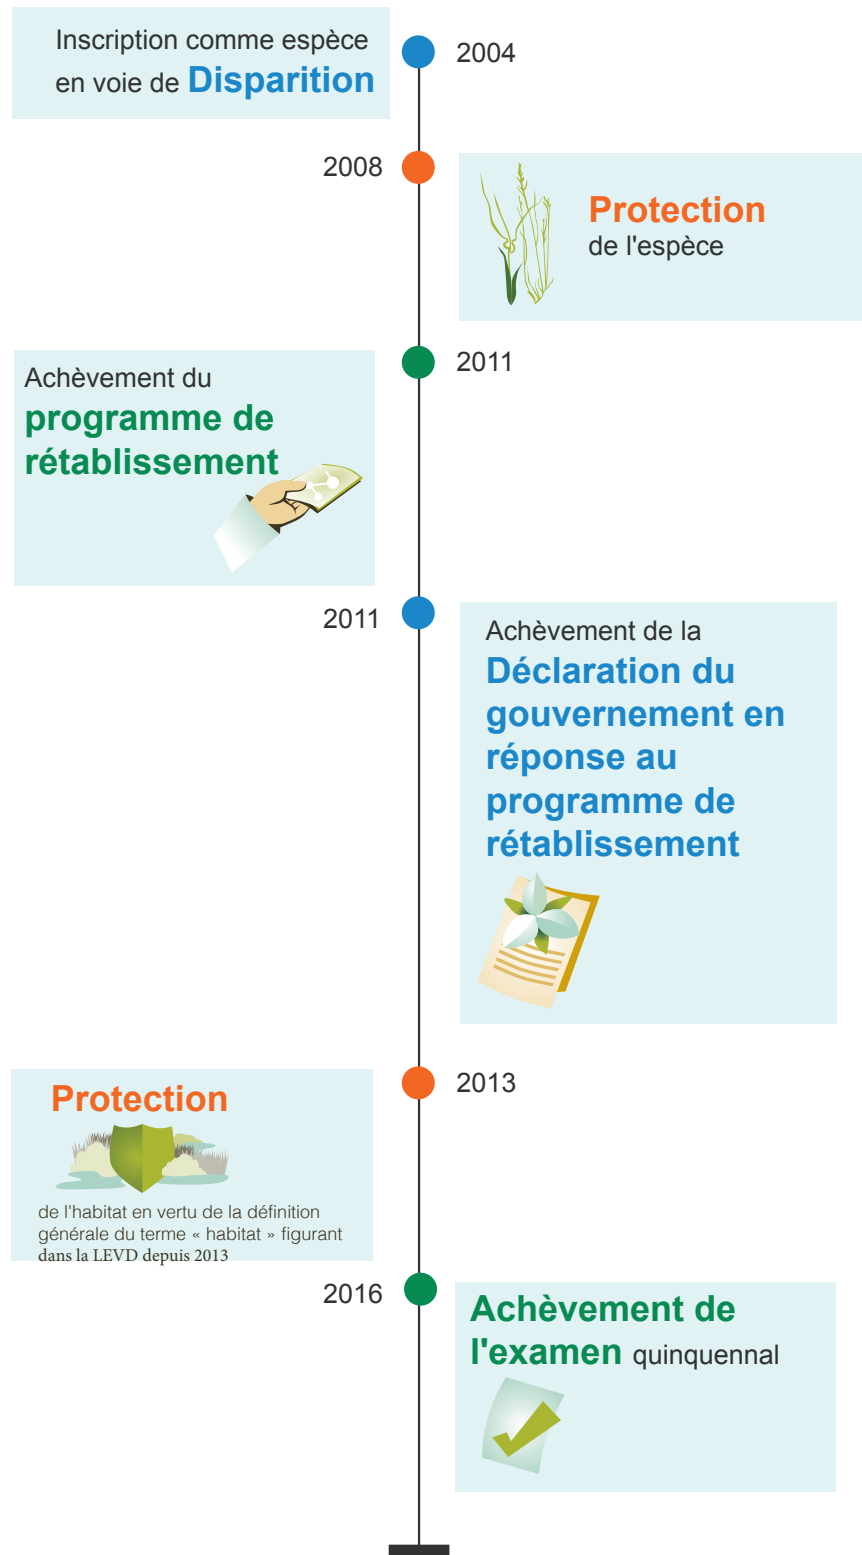 Inscription comme espèce
en voie de Disparition
2004
2008
Protection
de l'espèce
2011
Achèvement du
programme de
rétablissement
2011
Achèvement de la
Déclaration du
gouvernement en
réponse au
programme de
rétablissement
2013
Protection
de l'habitat en vertu de la définition
générale du terme « habitat » figurant
dans la LEVD depuis 2013
2016
Achèvement de
l'examen quinquennal